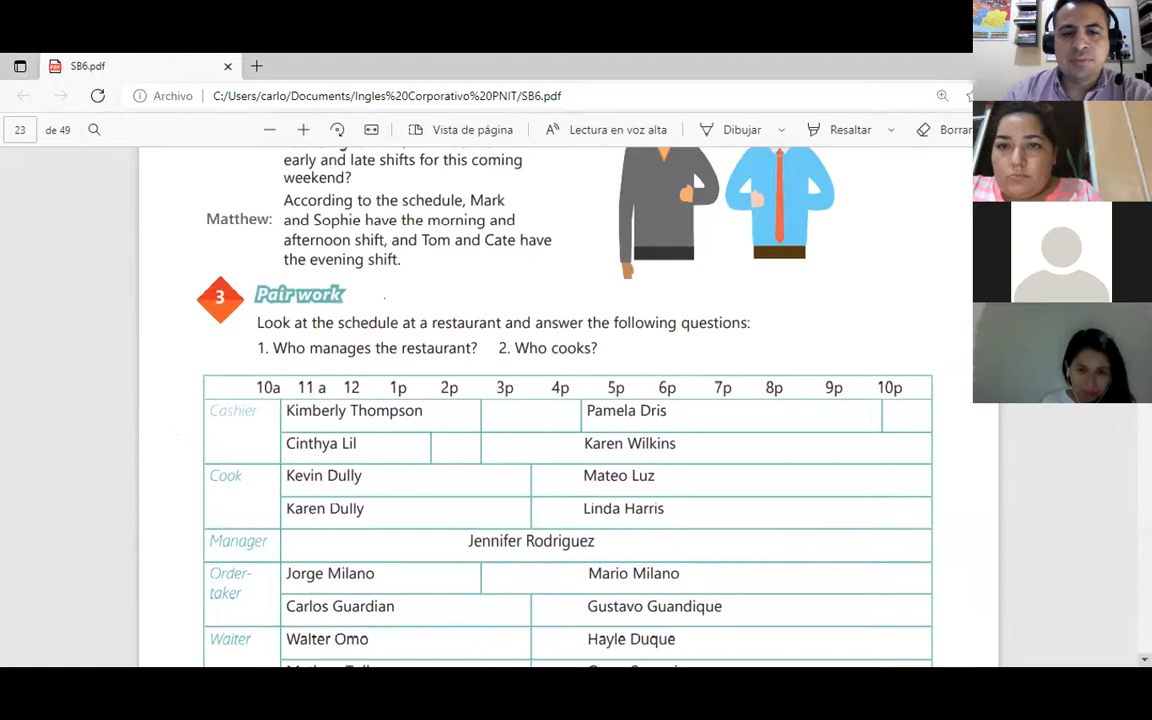 SB6.pdf
Archivo C:/Users/carlo/Documents/Ingles%20Corporativo%20PNIT/SB6.pdf
23 de 49 Vista de página Lectura en voz alta Dibujar Resaltar Borrar
early and late shifts for this coming
weekend?
Matthew: According to the schedule, Mark
and Sophie have the morning and
afternoon shift, and Tom and Cate have
the evening shift.
3 Pair work
Look at the schedule at a restaurant and answer the following questions:
1. Who manages the restaurant? 2. Who cooks?
10a 11 a 12 1p 2p 3p 4p 5p 6p 7p 8p 9p 10p
Cashier Kimberly Thompson Pamela Dris
Cinthya Lil Karen Wilkins
Cook Kevin Dully Mateo Luz
Karen Dully Linda Harris
Manager Jennifer Rodriguez
Order-taker Jorge Milano Mario Milano
Carlos Guardian Gustavo Guandique
Waiter Walter Omo Hayle Duque